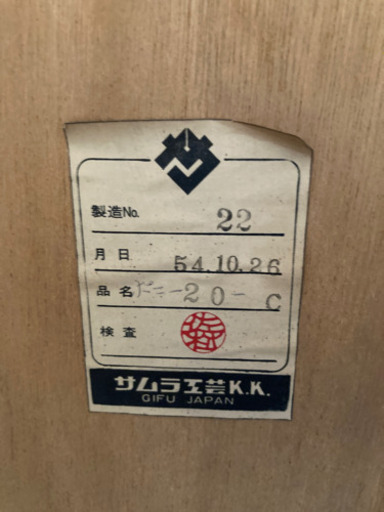 製造No. 22
月日 54.10.26
品名 -20- C
検査
サムラ工芸K.K.
GIFU JAPAN